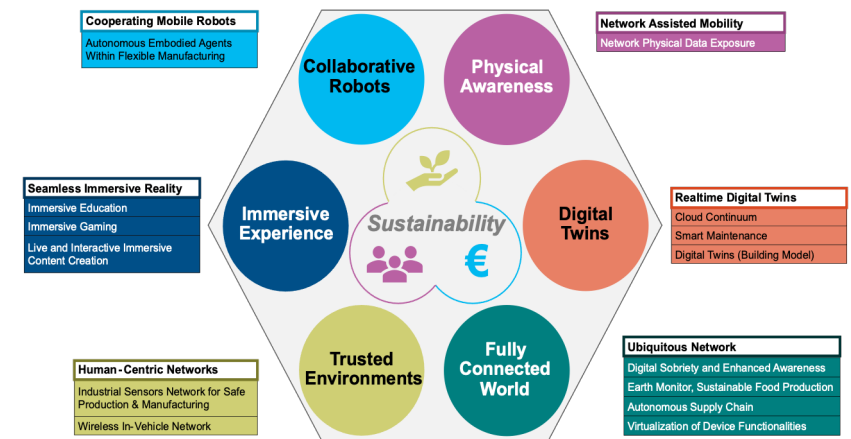 Cooperating Mobile Robots
Autonomous Embodied Agents
Within Flexible Manufacturing
Network Assisted Mobility
Network Physical Data Exposure
Collaborative
Robots
Physical
Awareness
Seamless Immersive Reality
Immersive Education
Immersive Gaming
Live and Interactive Immersive
Content Creation
Immersive
Experience
Sustainability
€
Digital
Twins
Realtime Digital Twins
Cloud Continuum
Smart Maintenance
Digital Twins (Building Model)
Human-Centric Networks
Industrial Sensors Network for Safe
Production & Manufacturing
Wireless In-Vehicle Network
Trusted
Environments
Fully
Connected
World
Ubiquitous Network
Digital Sobriety and Enhanced Awareness
Earth Monitor, Sustainable Food Production
Autonomous Supply Chain
Virtualization of Device Functionalities